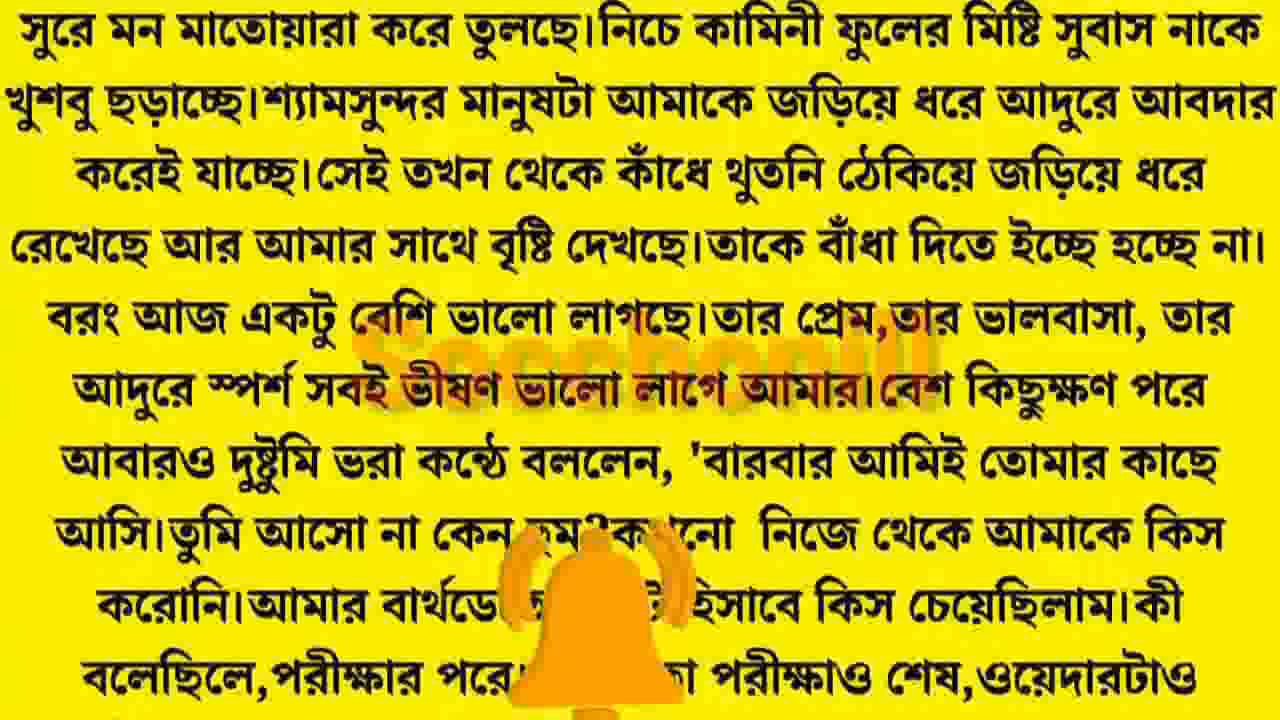 সুরে মন মাতোয়ারা করে তুলছে।নিচে কামিনী ফুলের মিষ্টি সুবাস নাকে
খুশবু ছড়াচ্ছে।শ্যামসুন্দর মানুষটা আমাকে জড়িয়ে ধরে আদুরে আবদার
করেই যাচ্ছে।সেই তখন থেকে কাঁধে থুতনি ঠেকিয়ে জড়িয়ে ধরে
রেখেছে আর আমার সাথে বৃষ্টি দেখছে।তাকে বাঁধা দিতে ইচ্ছে হচ্ছে না।
বরং আজ একটু বেশি ভালো লাগছে।তার প্রেম,তার ভালবাসা, তার
আদুরে স্পর্শ সবই ভীষণ ভালো লাগে আমার।বেশ কিছুক্ষণ পরে
আবারও দুষ্টুমি ভরা কন্ঠে বললেন, 'বারবার আমিই তোমার কাছে
আসি।তুমি আসো না কেন নিজে থেকে আমাকে কিস
করোনি।আমার বার্থডে হিসাবে কিস চেয়েছিলাম।কী
বলেছিলে,পরীক্ষার পরে পরীক্ষাও শেষ,ওয়েদারটাও